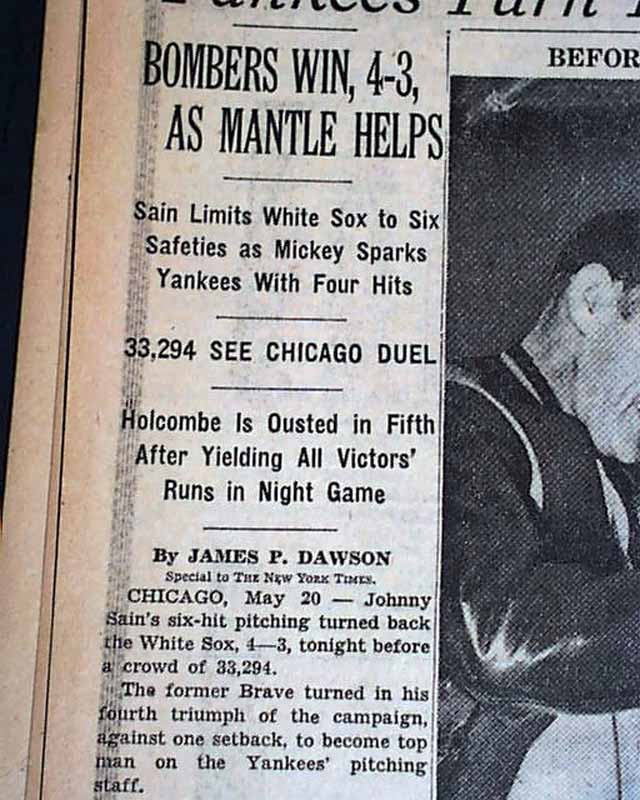 Yankees Turn
BOMBERS WIN, 4-3,
AS MANTLE HELPS
Sain Limits White Sox to Six
Safeties as Mickey Sparks
Yankees With Four Hits
33,294 SEE CHICAGO DUEL
Holcombe Is Ousted in Fifth
After Yielding All Victors'
Runs in Night Game
By JAMES P. DAWSON
Special to THE NEW YORK TIMES.
CHICAGO, May 20 — Johnny
Sain's six-hit pitching turned back
the White Sox, 4—3, tonight before
a crowd of 33,294.
The former Brave turned in his
fourth triumph of the campaign,
against one setback, to become top
man on the Yankees' pitching
staff.
BEFOR